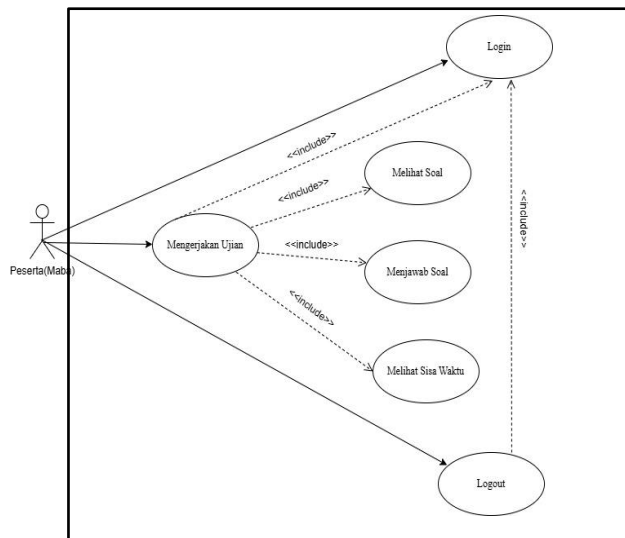 Login
<<include>>
Melihat Soal
<<include>>
<<include>>
Peserta(Maba)
Mengerjakan Ujian
<<include>>
Menjawab Soal
<<include>>
Melihat Sisa Waktu
Logout